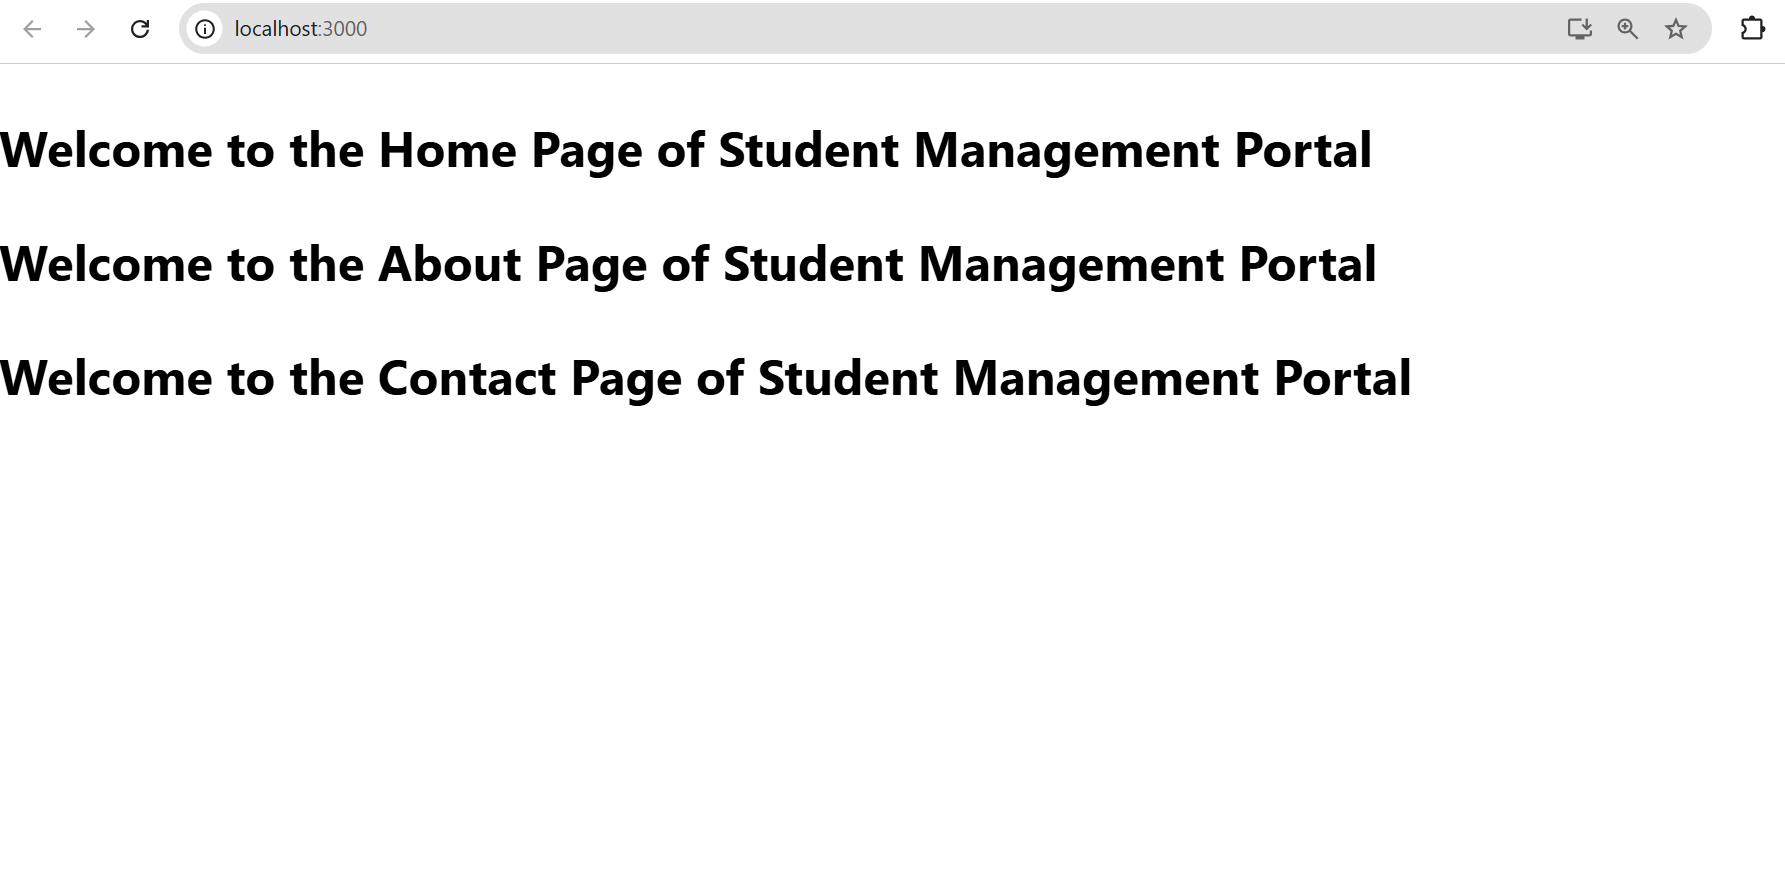 localhost:3000
Welcome to the Home Page of Student Management Portal
Welcome to the About Page of Student Management Portal
Welcome to the Contact Page of Student Management Portal